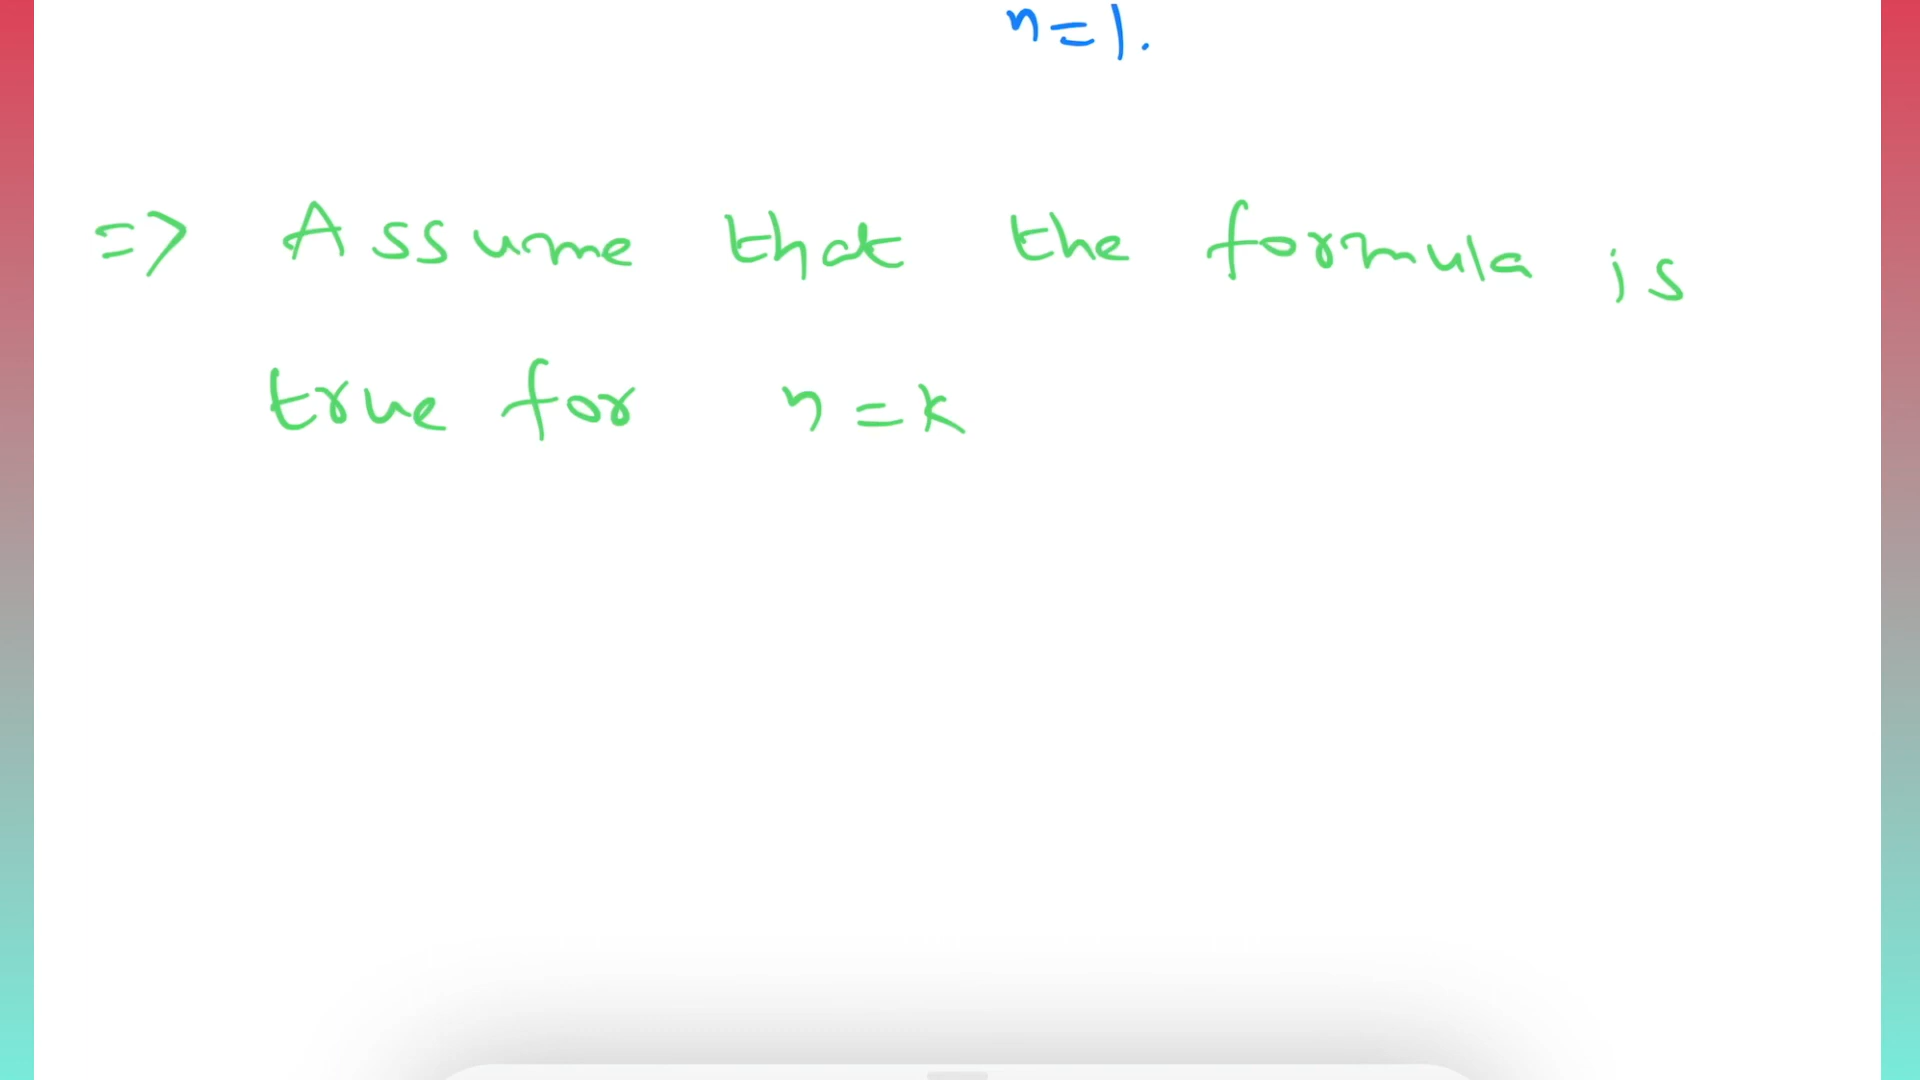 n=1.
=> Assume that the formula is
true for n=k